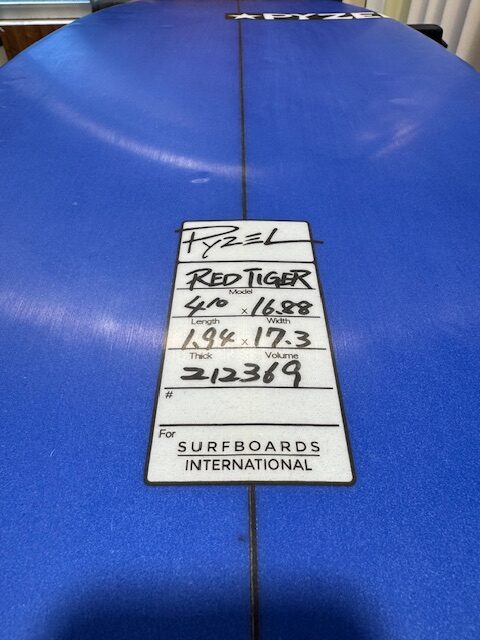 ★PYZE
PYZEL
RED TIGER
Model
4'10 x 16.88
Length Width
1.94 x 17.3
Thick Volume
212369
#
For
SURFBOARDS
INTERNATIONAL